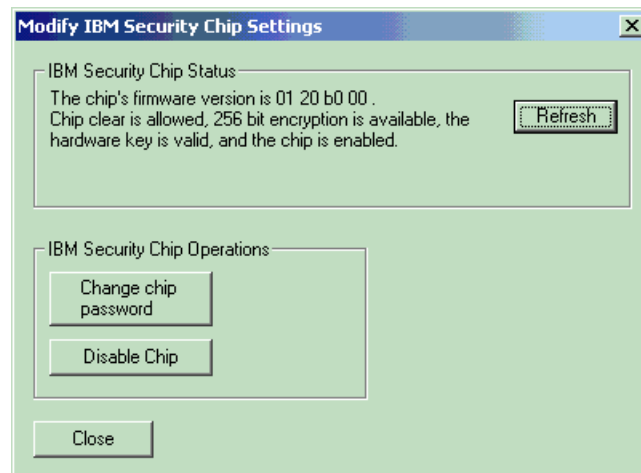 Modify IBM Security Chip Settings
IBM Security Chip Status
The chip's firmware version is 01 20 b0 00 .
Chip clear is allowed, 256 bit encryption is available, the
hardware key is valid, and the chip is enabled.
Refresh
IBM Security Chip Operations
Change chip
password
Disable Chip
Close